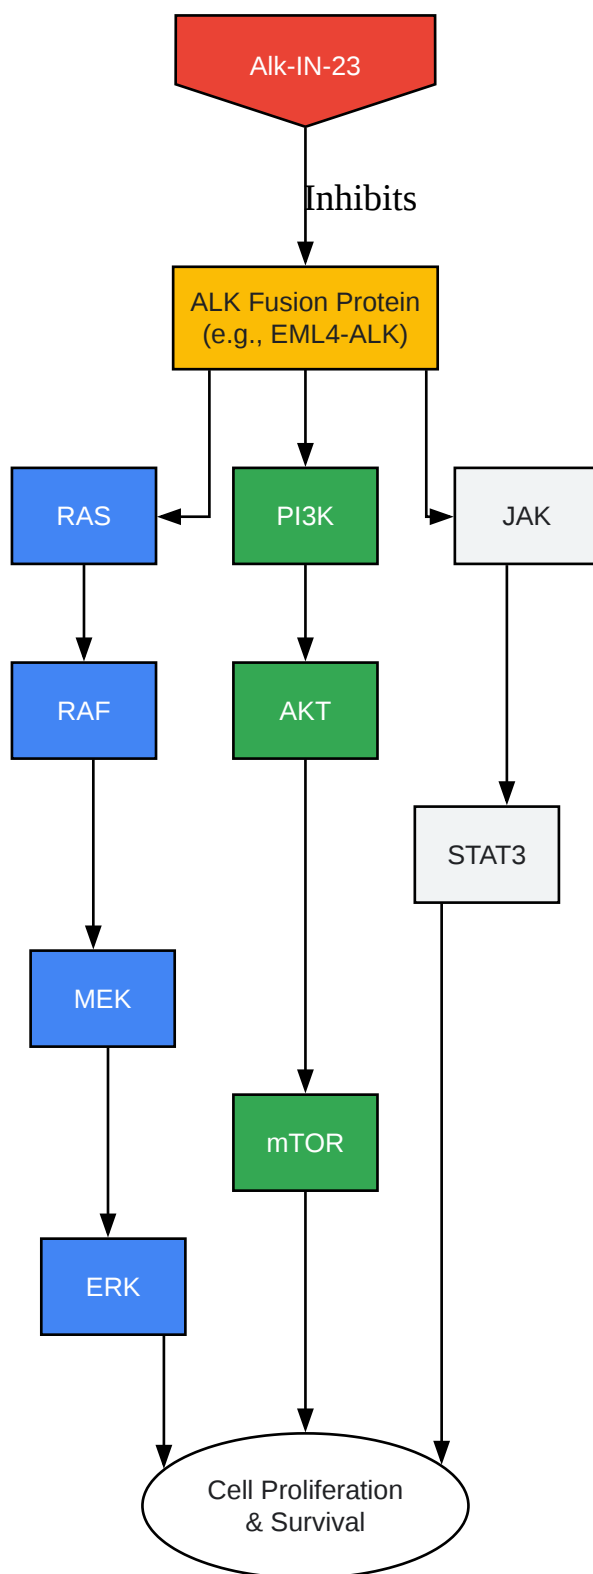 Alk-IN-23
Inhibits
ALK Fusion Protein
(e.g., EML4-ALK)
RAS
PI3K
JAK
RAF
AKT
STAT3
MEK
mTOR
ERK
Cell Proliferation
& Survival